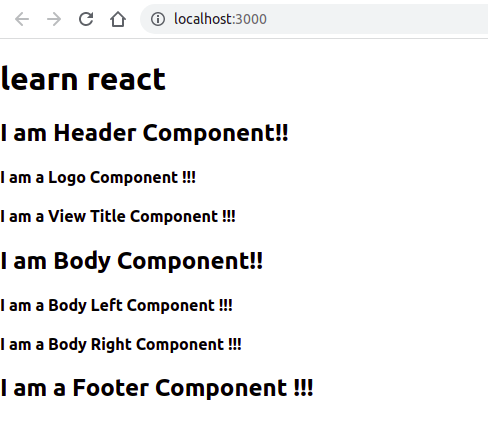 localhost:3000
learn react
I am Header Component!!
I am a Logo Component !!!
I am a View Title Component !!!
I am Body Component!!
I am a Body Left Component !!!
I am a Body Right Component !!!
I am a Footer Component !!!